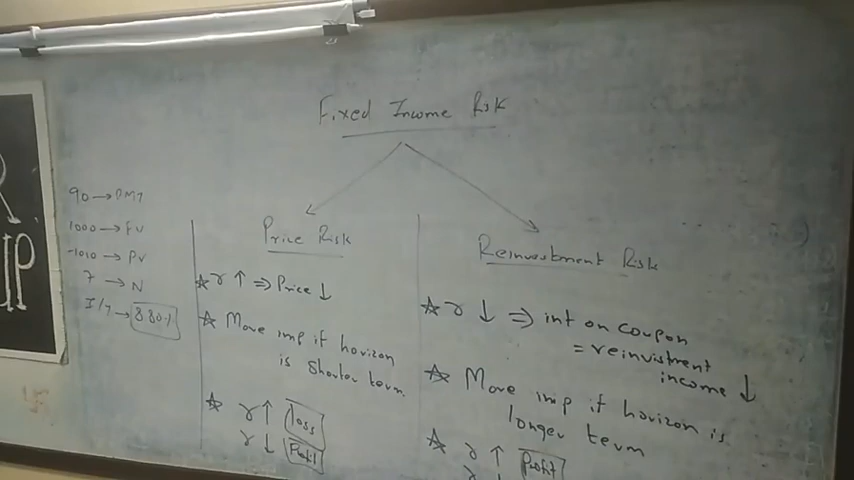 Fixed Income Risk
90 → PMT
1000 → FV
-1010 → PV
7 → N
I/Y → 8.80%
Price Risk
☆ r ↑ ⇒ Price ↓
☆ More imp if horizon
is shorter term
☆ r ↑ loss
r ↓ Profit
Reinvestment Risk
☆ r ↓ ⇒ int on coupon
= reinvistment
income ↓
☆ More imp if horizon is
longer term
☆ r ↑ Profit
r ↓
IP